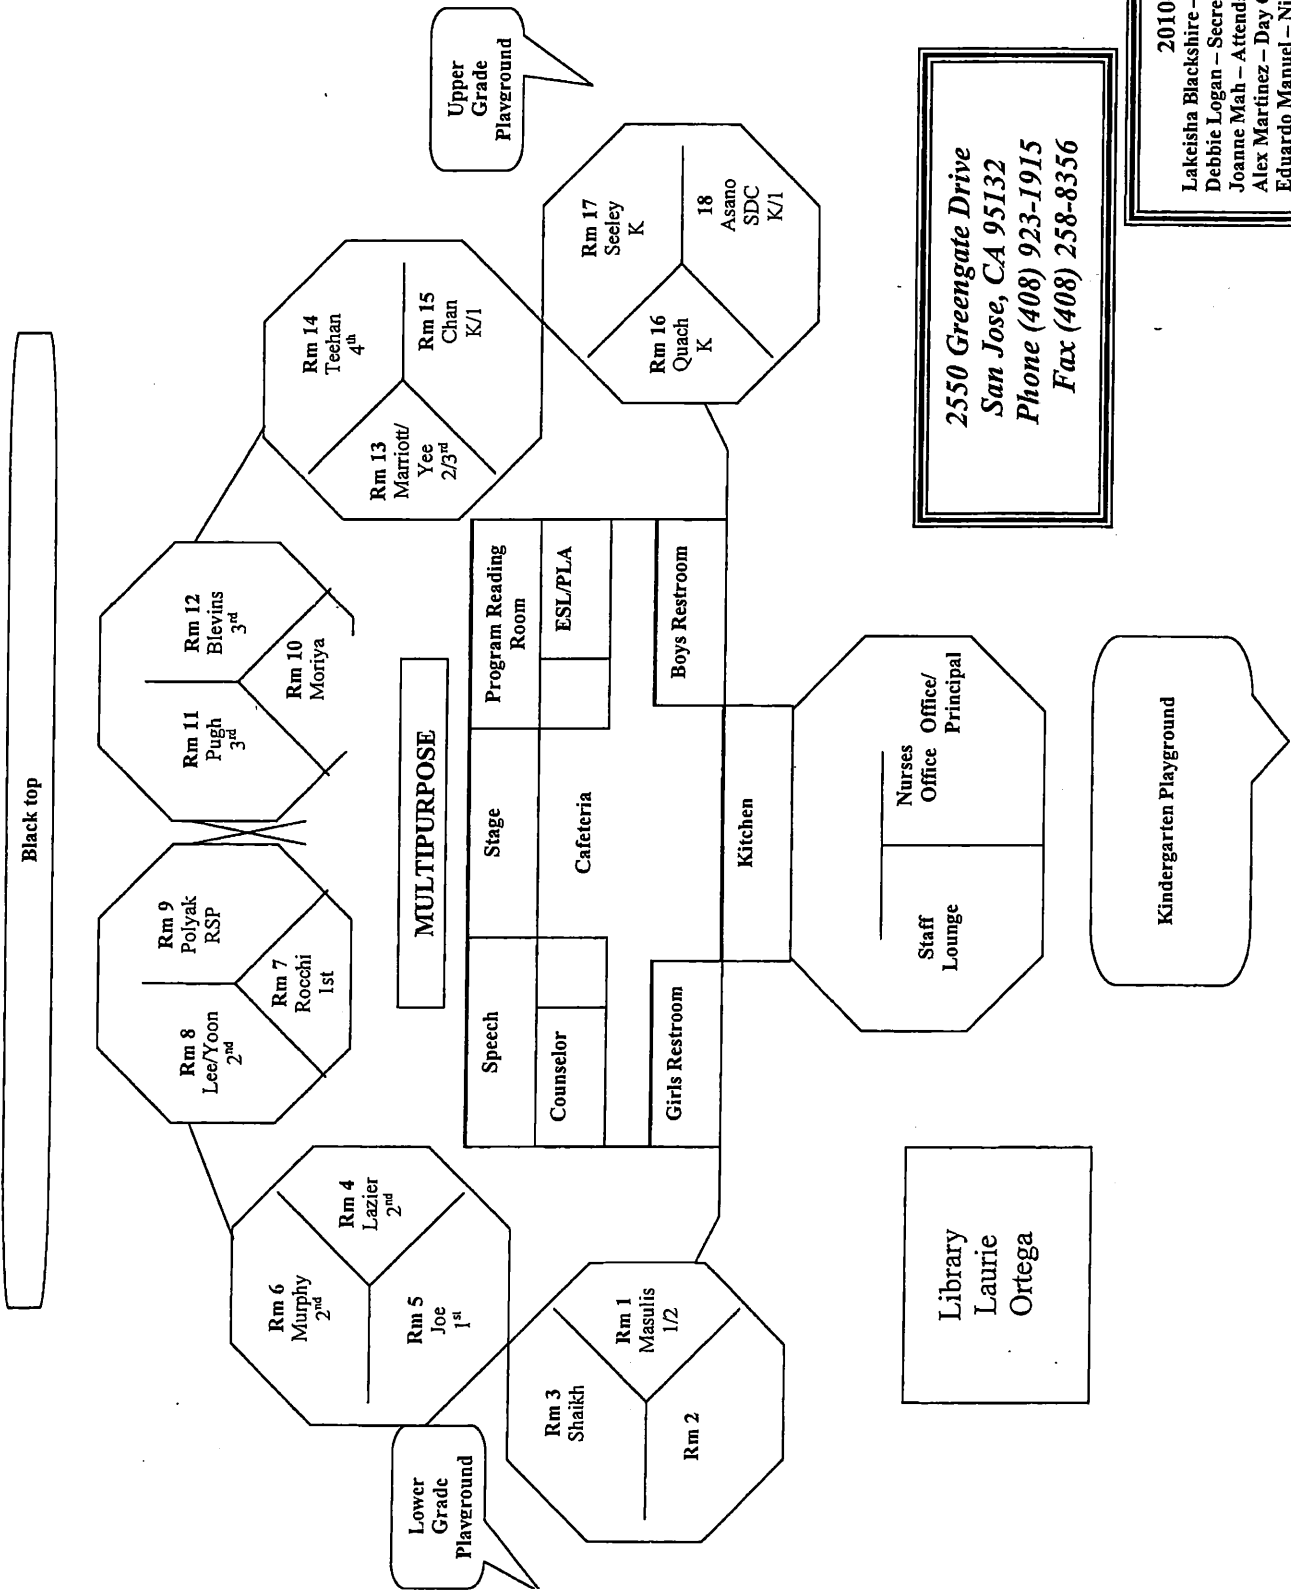 Black top
Upper
Grade
Playground
Lower
Grade
Playground
Rm 8
Lee/Yoon
2nd
Rm 9
Polyak
RSP
Rm 7
Rocchi
1st
Rm 11
Pugh
3rd
Rm 12
Blevins
3rd
Rm 10
Moriya
Rm 6
Murphy
2nd
Rm 4
Lazier
2nd
Rm 5
Joe
1st
Rm 14
Teehan
4th
Rm 13
Marriott/
Yee
2/3rd
Rm 15
Chan
K/1
MULTIPURPOSE
Speech
Stage
Program Reading
Room
Counselor
Cafeteria
ESL/PLA
Girls Restroom
Boys Restroom
Kitchen
Rm 3
Shaikh
Rm 1
Masulis
1/2
Rm 2
Rm 17
Seeley
K
Rm 16
Quach
K
18
Asano
SDC
K/1
Staff
Lounge
Nurses
Office
Office/
Principal
Library
Laurie
Ortega
2550 Greengate Drive
San Jose, CA 95132
Phone (408) 923-1915
Fax (408) 258-8356
Kindergarten Playground
2010
Lakeisha Blackshire –
Debbie Logan – Secre
Joanne Mah – Attend
Alex Martinez – Day
Eduardo Manuel – Ni